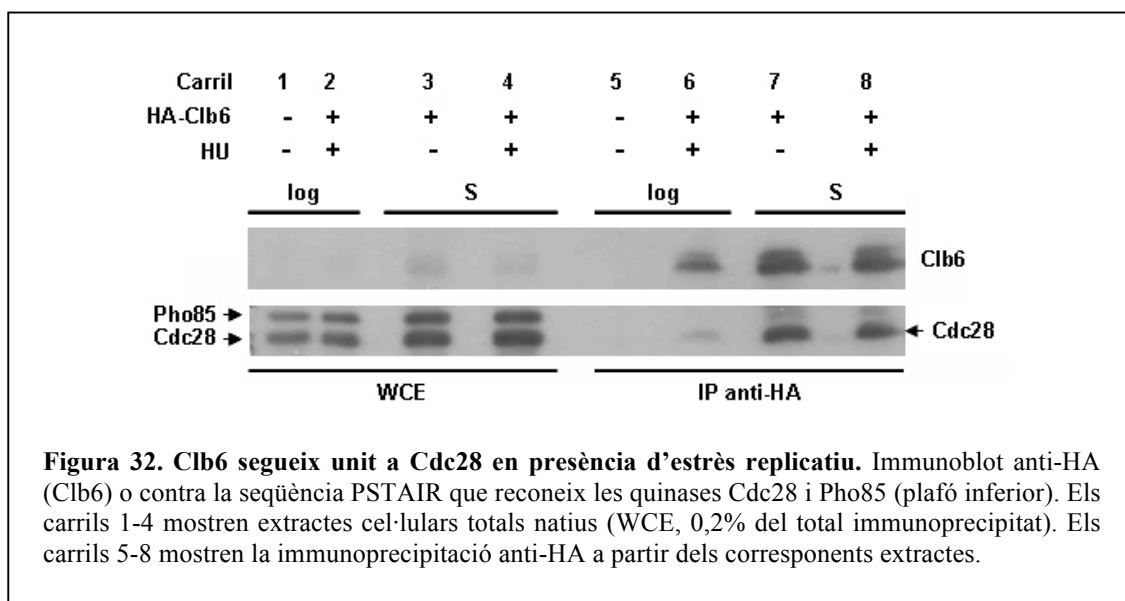 Carril 1 2 3 4 5 6 7 8
HA-Clb6 - + + + - + + +
HU - + - + - + - +
log S log S
Clb6
Pho85
Cdc28 Cdc28
WCE IP anti-HA
Figura 32. Clb6 segueix unit a Cdc28 en presència d'estrès replicatiu. Immunoblot anti-HA
(Clb6) o contra la seqüència PSTAIR que reconeix les quinases Cdc28 i Pho85 (plafó inferior). Els
carrils 1-4 mostren extractes cel·lulars totals natius (WCE, 0,2% del total immunoprecipitat). Els
carrils 5-8 mostren la immunoprecipitació anti-HA a partir dels corresponents extractes.